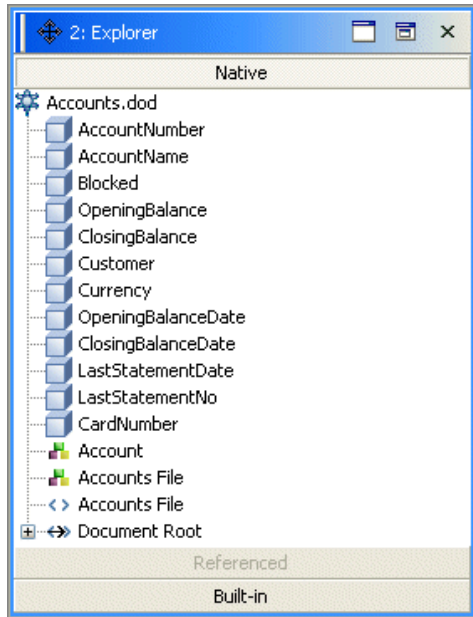 2: Explorer
Native
Accounts.dod
AccountNumber
AccountName
Blocked
OpeningBalance
ClosingBalance
Customer
Currency
OpeningBalanceDate
ClosingBalanceDate
LastStatementDate
LastStatementNo
CardNumber
Account
Accounts File
Accounts File
Document Root
Referenced
Built-in